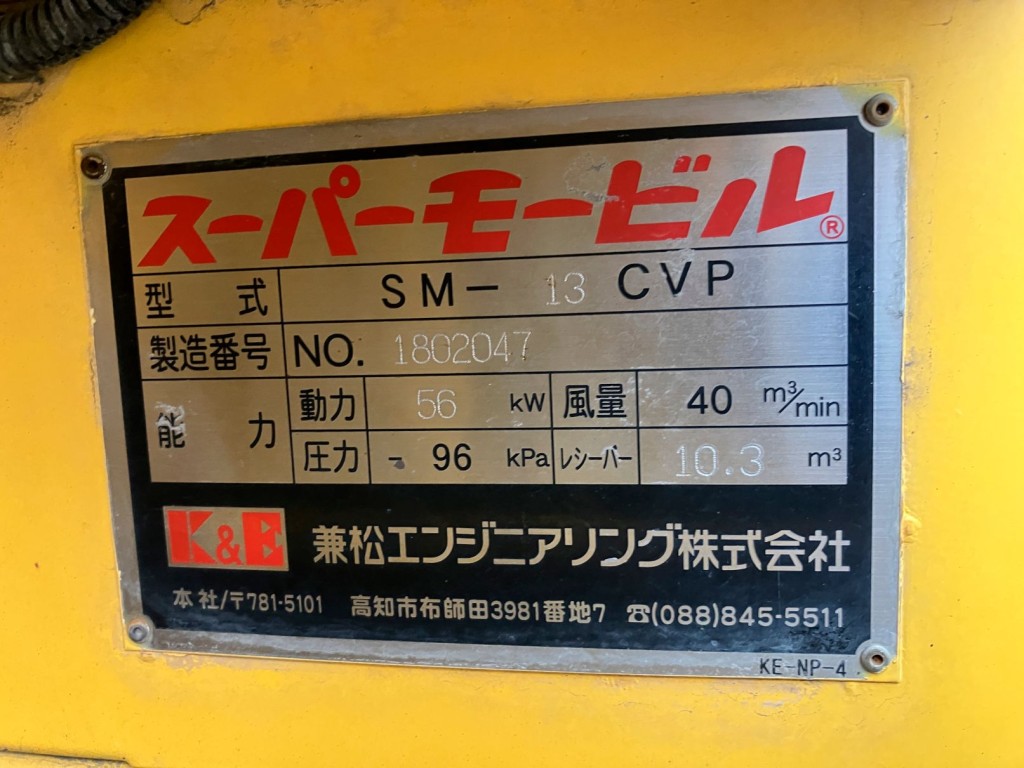 スーパーモービル®
型式 SM- 13 CVP
製造番号 NO. 1802047
能力 動力 56 kW 風量 40 m³/min
圧力 - 96 kPa レシーバー 10.3 m³
K&E 兼松エンジニアリング株式会社
本社/〒781-5101 高知市布師田3981番地7 ☎(088)845-5511
KE-NP-4